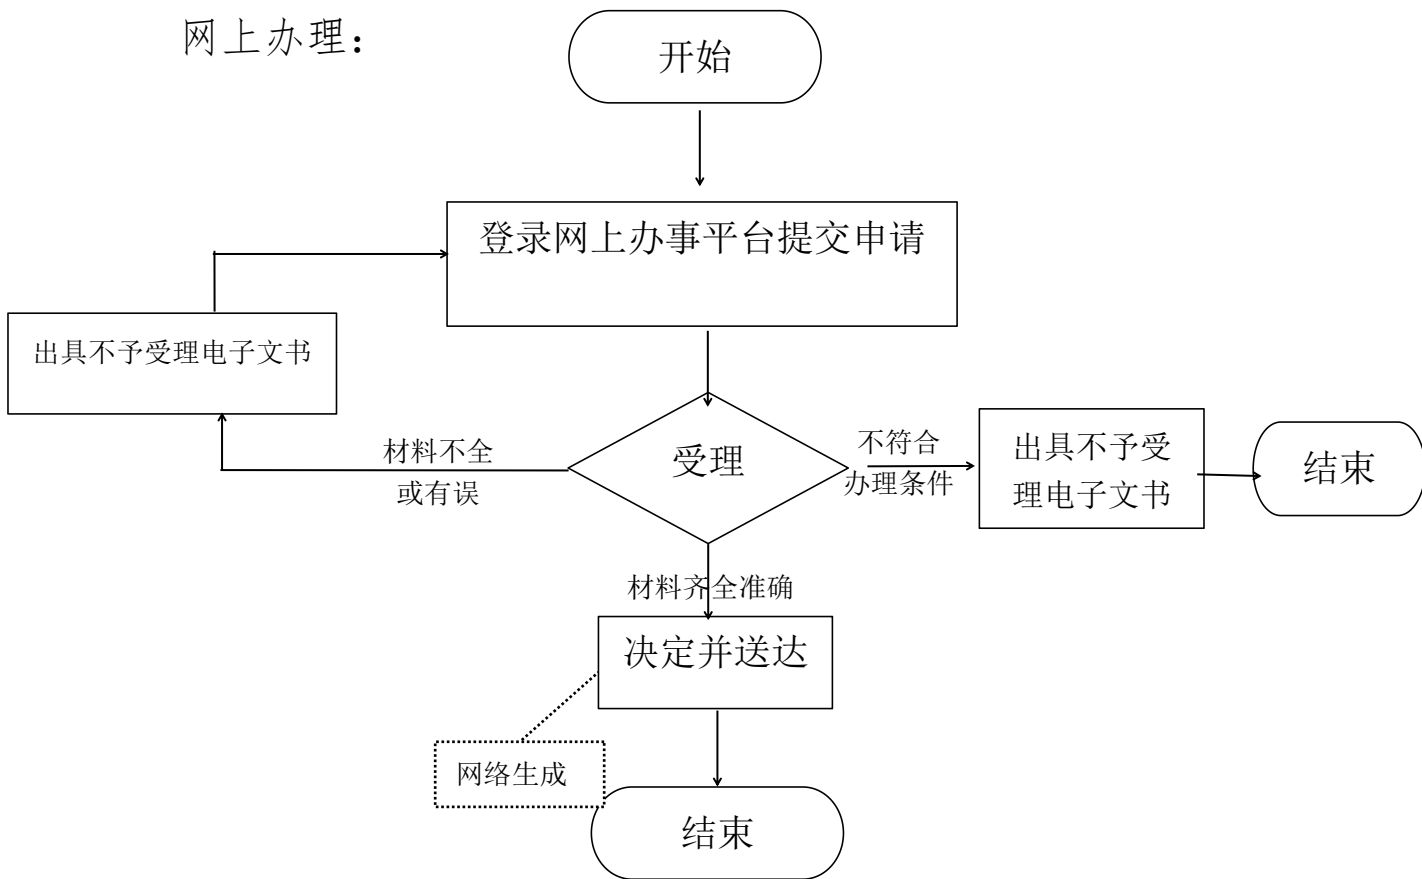 网上办理：
开始
登录网上办事平台提交申请
出具不予受理电子文书
材料不全
或有误
受理
不符合
办理条件
出具不予受
理电子文书
结束
材料齐全准确
决定并送达
网络生成
结束